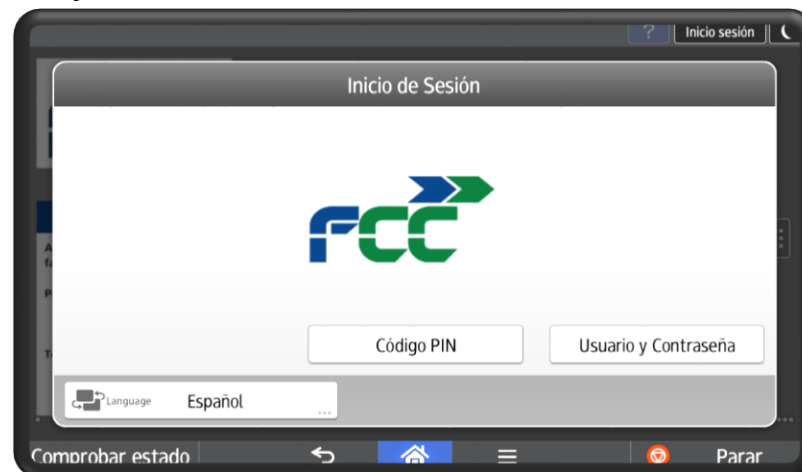 ? Inicio sesión
Inicio de Sesión
FCC
Código PIN Usuario y Contraseña
Language Español ...
Comprobar estado Parar